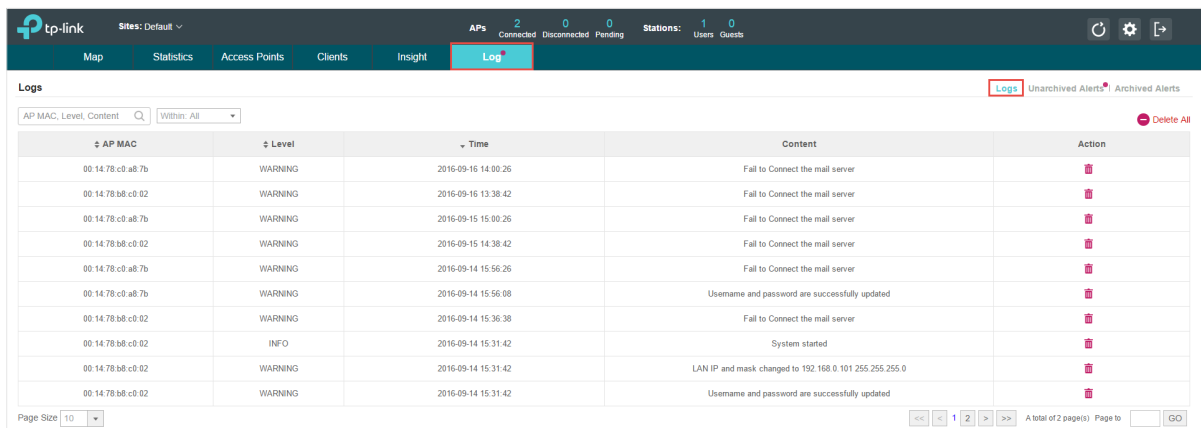 tp-link Sites: Default APs 2 0 0 Stations: 1 0
Connected Disconnected Pending Users Guests
Map Statistics Access Points Clients Insight Log
Logs Logs Unarchived Alerts Archived Alerts
AP MAC, Level, Content Within: All Delete All
AP MAC Level Time Content Action
00:14:78:c0:a8:7b WARNING 2016-09-16 14:00:26 Fail to Connect the mail server
00:14:78:b8:c0:02 WARNING 2016-09-16 13:38:42 Fail to Connect the mail server
00:14:78:c0:a8:7b WARNING 2016-09-15 15:00:26 Fail to Connect the mail server
00:14:78:b8:c0:02 WARNING 2016-09-15 14:38:42 Fail to Connect the mail server
00:14:78:c0:a8:7b WARNING 2016-09-14 15:56:26 Fail to Connect the mail server
00:14:78:c0:a8:7b WARNING 2016-09-14 15:56:08 Username and password are successfully updated
00:14:78:b8:c0:02 WARNING 2016-09-14 15:36:38 Fail to Connect the mail server
00:14:78:b8:c0:02 INFO 2016-09-14 15:31:42 System started
00:14:78:b8:c0:02 WARNING 2016-09-14 15:31:42 LAN IP and mask changed to 192.168.0.101 255.255.255.0
00:14:78:b8:c0:02 WARNING 2016-09-14 15:31:42 Username and password are successfully updated
Page Size 10 << < 1 2 > >> A total of 2 page(s) Page to GO